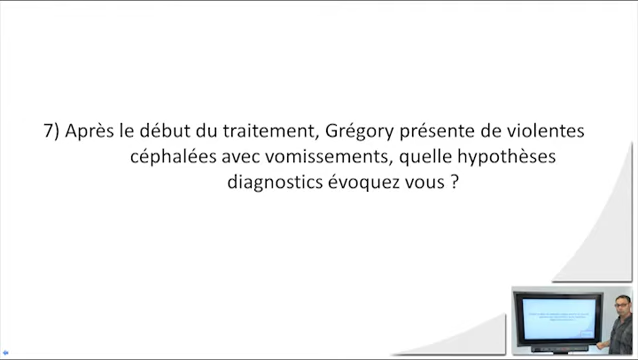 7) Après le début du traitement, Grégory présente de violentes
céphalées avec vomissements, quelle hypothèses
diagnostics évoquez vous ?